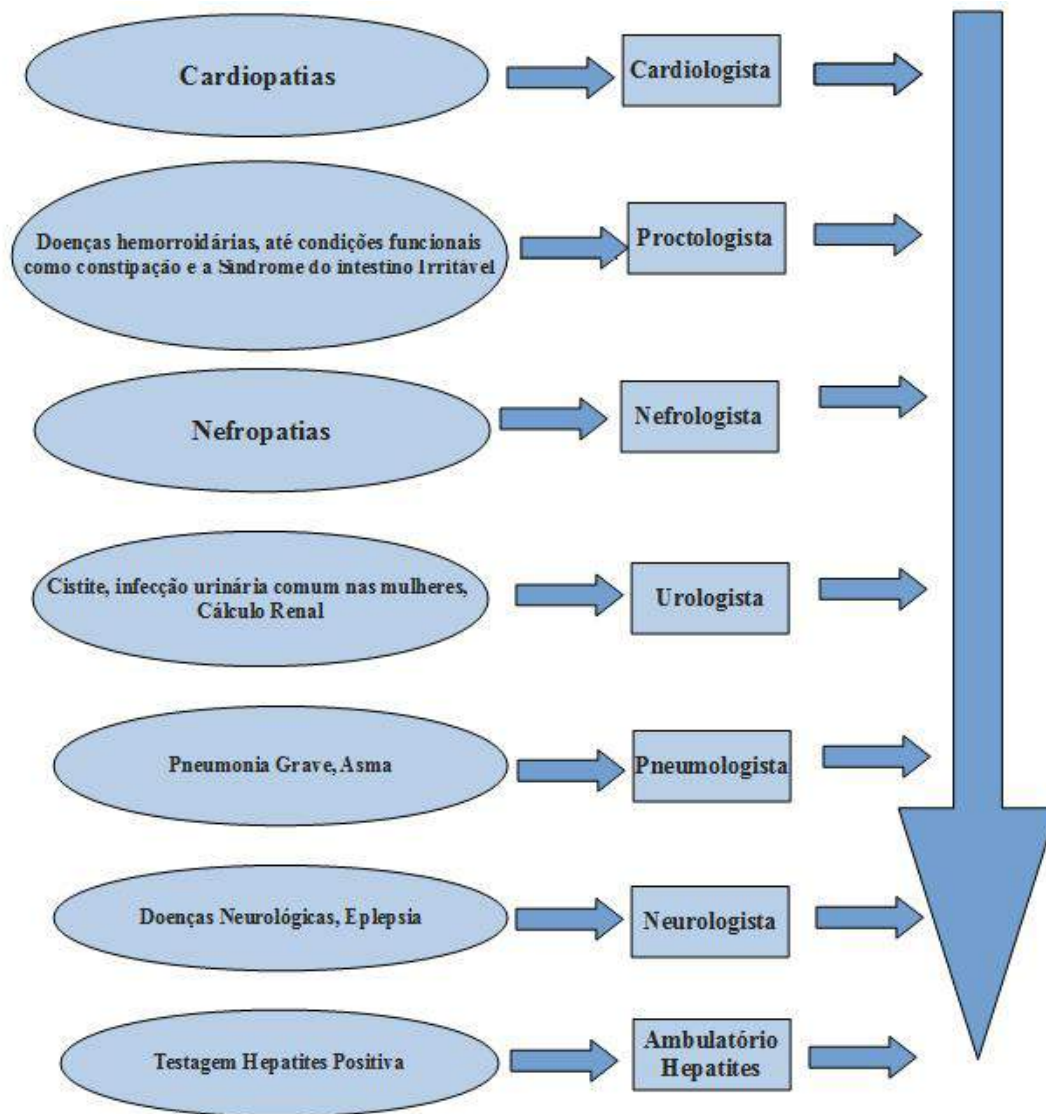 Cardiopatias
Cardiologista
Doenças hemorroidárias, até condições funcionais
como constipação e a Síndrome do intestino Irritável
Proctologista
Nefropatias
Nefrologista
Cistite, infecção urinária comum nas mulheres,
Cálculo Renal
Urologista
Pneumonia Grave, Asma
Pneumologista
Doenças Neurológicas, Eplepsia
Neurologista
Testagem Hepatites Positiva
Ambulatório
Hepatites